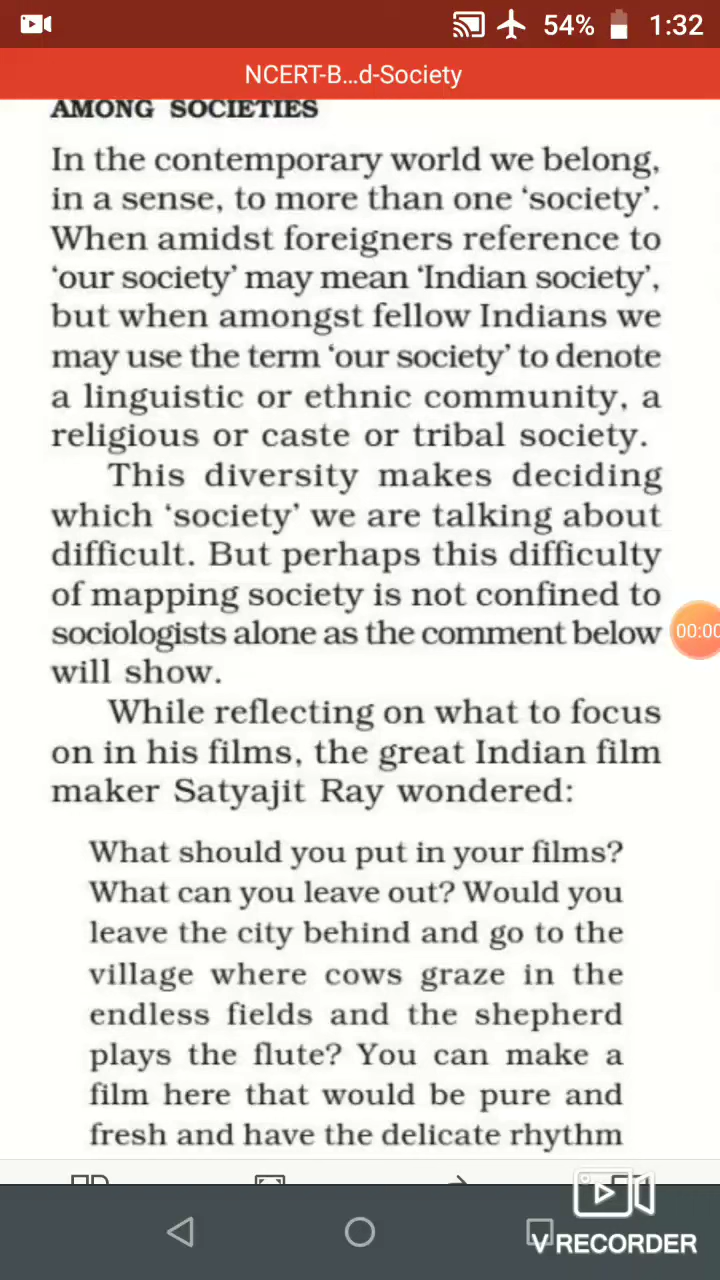 54% 1:32
NCERT-B...d-Society
AMONG SOCIETIES
In the contemporary world we belong,
in a sense, to more than one ‘society’.
When amidst foreigners reference to
‘our society’ may mean ‘Indian society’,
but when amongst fellow Indians we
may use the term ‘our society’ to denote
a linguistic or ethnic community, a
religious or caste or tribal society.
This diversity makes deciding
which ‘society’ we are talking about
difficult. But perhaps this difficulty
of mapping society is not confined to
sociologists alone as the comment below
will show.
00:00
While reflecting on what to focus
on in his films, the great Indian film
maker Satyajit Ray wondered:
What should you put in your films?
What can you leave out? Would you
leave the city behind and go to the
village where cows graze in the
endless fields and the shepherd
plays the flute? You can make a
film here that would be pure and
fresh and have the delicate rhythm
VRECORDER